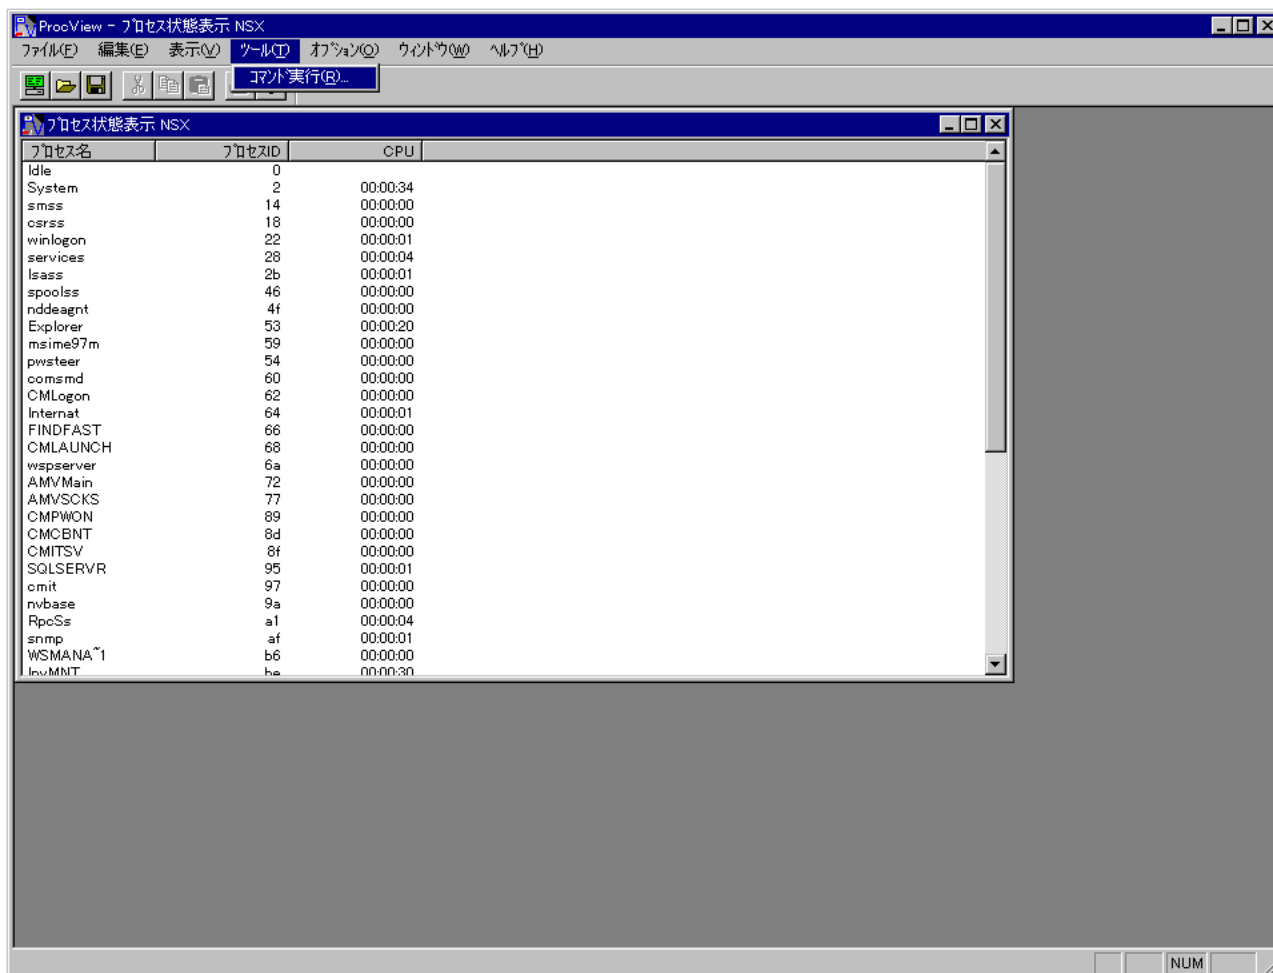 ProcView - プロセス状態表示 NSX
ファイル(F) 編集(E) 表示(V) ツール(T) オプション(O) ウィンドウ(W) ヘルプ(H)
コマンド実行(R)...
プロセス状態表示 NSX
プロセス名 プロセスID CPU
Idle 0
System 2 00:00:34
smss 14 00:00:00
csrss 18 00:00:00
winlogon 22 00:00:01
services 28 00:00:04
lsass 2b 00:00:01
spoolss 46 00:00:00
nddeagnt 4f 00:00:00
Explorer 53 00:00:20
msime97m 59 00:00:00
pwsteer 54 00:00:00
comsmd 60 00:00:00
CMLogon 62 00:00:00
Internat 64 00:00:01
FINDFAST 66 00:00:00
CMLAUNCH 68 00:00:00
wspserver 6a 00:00:00
AMVMain 72 00:00:00
AMVSCKS 77 00:00:00
CMPWON 89 00:00:00
CMCBNT 8d 00:00:00
CMITSV 8f 00:00:00
SQLSERVR 95 00:00:01
cmit 97 00:00:00
nvbase 9a 00:00:00
RpcSs a1 00:00:04
snmp af 00:00:01
WSMANA~1 b6 00:00:00
InvMNT be 00:00:30
NUM